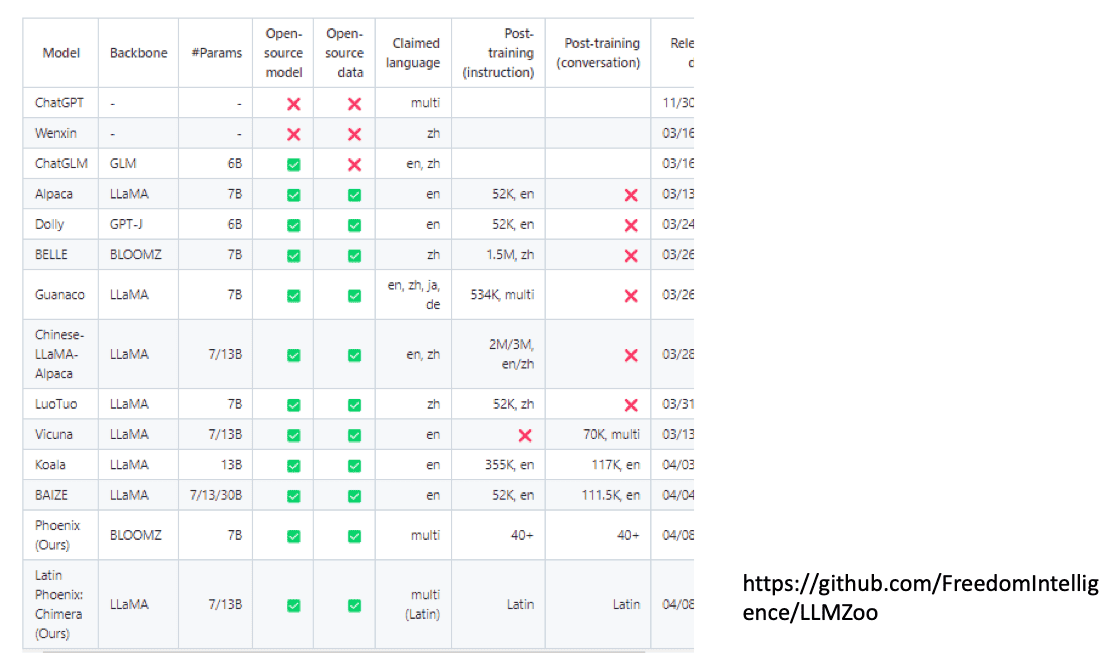 Model Backbone #Params Open-source model Open-source data Claimed language Post-training (instruction) Post-training (conversation)
ChatGPT - - ❌ ❌ multi 11/30
Wenxin - - ❌ ❌ zh 03/16
ChatGLM GLM 6B ✅ ❌ en, zh 03/16
Alpaca LLaMA 7B ✅ ✅ en 52K, en ❌ 03/13
Dolly GPT-J 6B ✅ ✅ en 52K, en ❌ 03/24
BELLE BLOOMZ 7B ✅ ✅ zh 1.5M, zh ❌ 03/26
Guanaco LLaMA 7B ✅ ✅ en, zh, ja, de 534K, multi ❌ 03/26
Chinese-LLaMA-Alpaca LLaMA 7/13B ✅ ✅ en, zh 2M/3M, en/zh ❌ 03/28
LuoTuo LLaMA 7B ✅ ✅ zh 52K, zh ❌ 03/31
Vicuna LLaMA 7/13B ✅ ✅ en ❌ 70K, multi 03/13
Koala LLaMA 13B ✅ ✅ en 355K, en 117K, en 04/03
BAIZE LLaMA 7/13/30B ✅ ✅ en 52K, en 111.5K, en 04/04
Phoenix (Ours) BLOOMZ 7B ✅ ✅ multi 40+ 40+ 04/08
Latin Phoenix: Chimera (Ours) LLaMA 7/13B ✅ ✅ multi (Latin) Latin Latin 04/08
https://github.com/FreedomIntellig
ence/LLMZoo